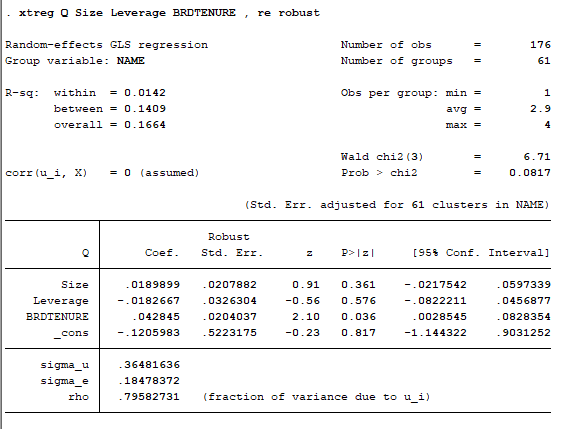 . xtreg Q Size Leverage BRDTENURE , re robust
Random-effects GLS regression                   Number of obs      =       176
Group variable: NAME                            Number of groups   =        61
R-sq:  within  = 0.0142                         Obs per group: min =         1
       between = 0.1409                                        avg =       2.9
       overall = 0.1664                                        max =         4
                                                Wald chi2(3)       =      6.71
corr(u_i, X)   = 0 (assumed)                    Prob > chi2        =    0.0817
(Std. Err. adjusted for 61 clusters in NAME)
Robust
Q Coef. Std. Err. z P>|z| [95% Conf. Interval]
Size .0189899 .0207882 0.91 0.361 -.0217542 .0597339
Leverage -.0182667 .0326304 -0.56 0.576 -.0822211 .0456877
BRDTENURE .042845 .0204037 2.10 0.036 .0028545 .0828354
_cons -.1205983 .5223175 -0.23 0.817 -1.144322 .9031252
sigma_u .36481636
sigma_e .18478372
rho .79582731 (fraction of variance due to u_i)